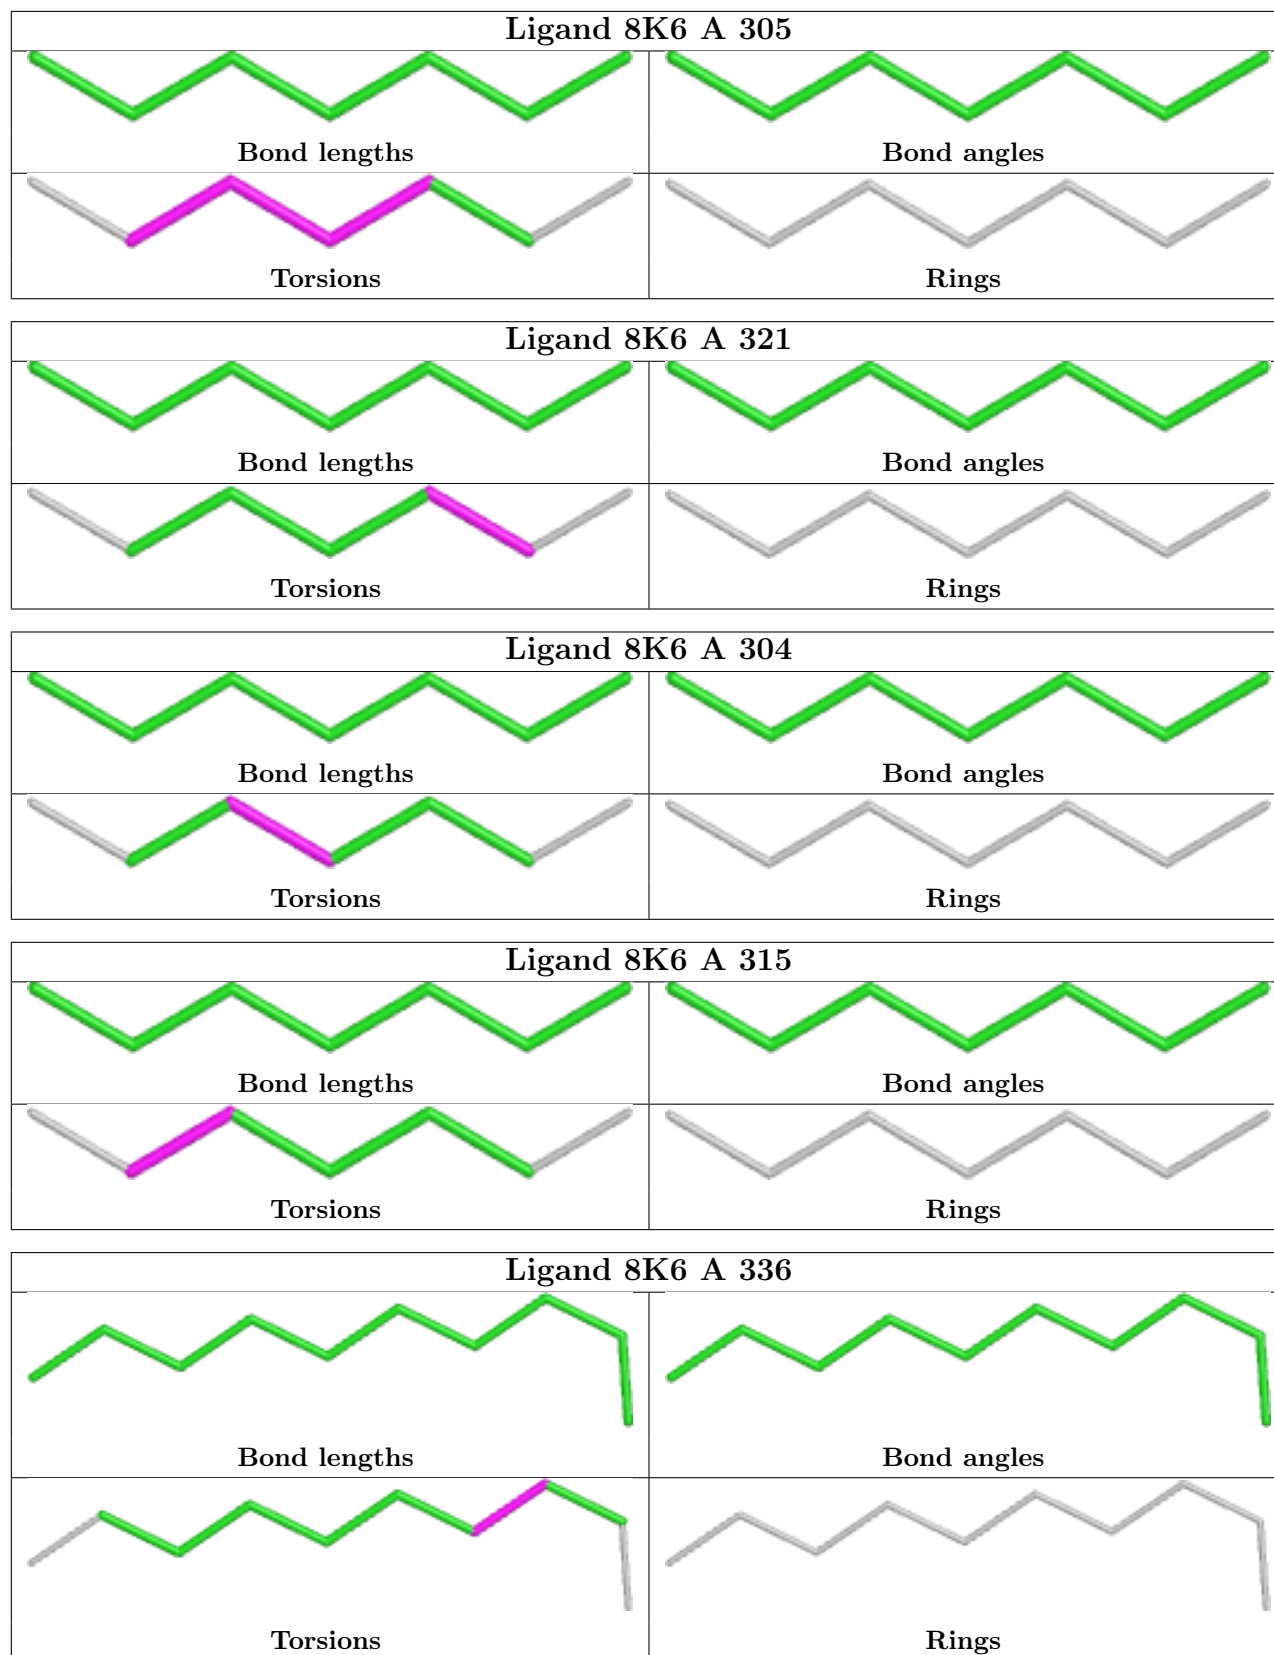 Ligand 8K6 A 305
Bond lengths Bond angles
Torsions Rings
Ligand 8K6 A 321
Bond lengths Bond angles
Torsions Rings
Ligand 8K6 A 304
Bond lengths Bond angles
Torsions Rings
Ligand 8K6 A 315
Bond lengths Bond angles
Torsions Rings
Ligand 8K6 A 336
Bond lengths Bond angles
Torsions Rings